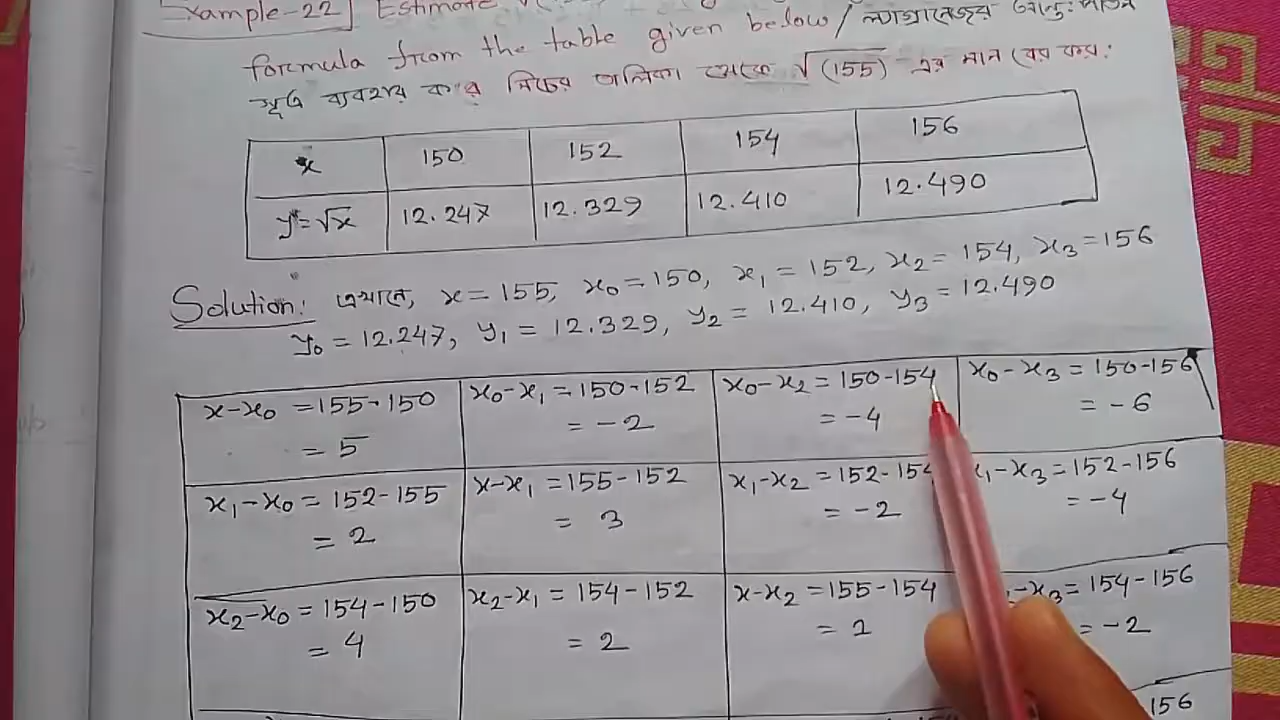 Example-22] Estimate
formula from the table given below / ল্যাগ্রাঞ্জের
সূত্র ব্যবহার করে নিচের তালিকা থেকে √(155) এর মান বের কর:
x 150 152 154 156
y=√x 12.247 12.329 12.410 12.490
Solution: এখানে, x=155, x₀=150, x₁=152, x₂=154, x₃=156
y₀=12.247, y₁=12.329, y₂=12.410, y₃=12.490
x-x₀=155-150 x₀-x₁=150-152 x₀-x₂=150-154 x₀-x₃=150-156
=5 =-2 =-4 =-6
x₁-x₀=152-155 x-x₁=155-152 x₁-x₂=152-154 x₁-x₃=152-156
=2 =3 =-2 =-4
x₂-x₀=154-150 x₂-x₁=154-152 x-x₂=155-154 -x₃=154-156
=4 =2 =1 =-2
156